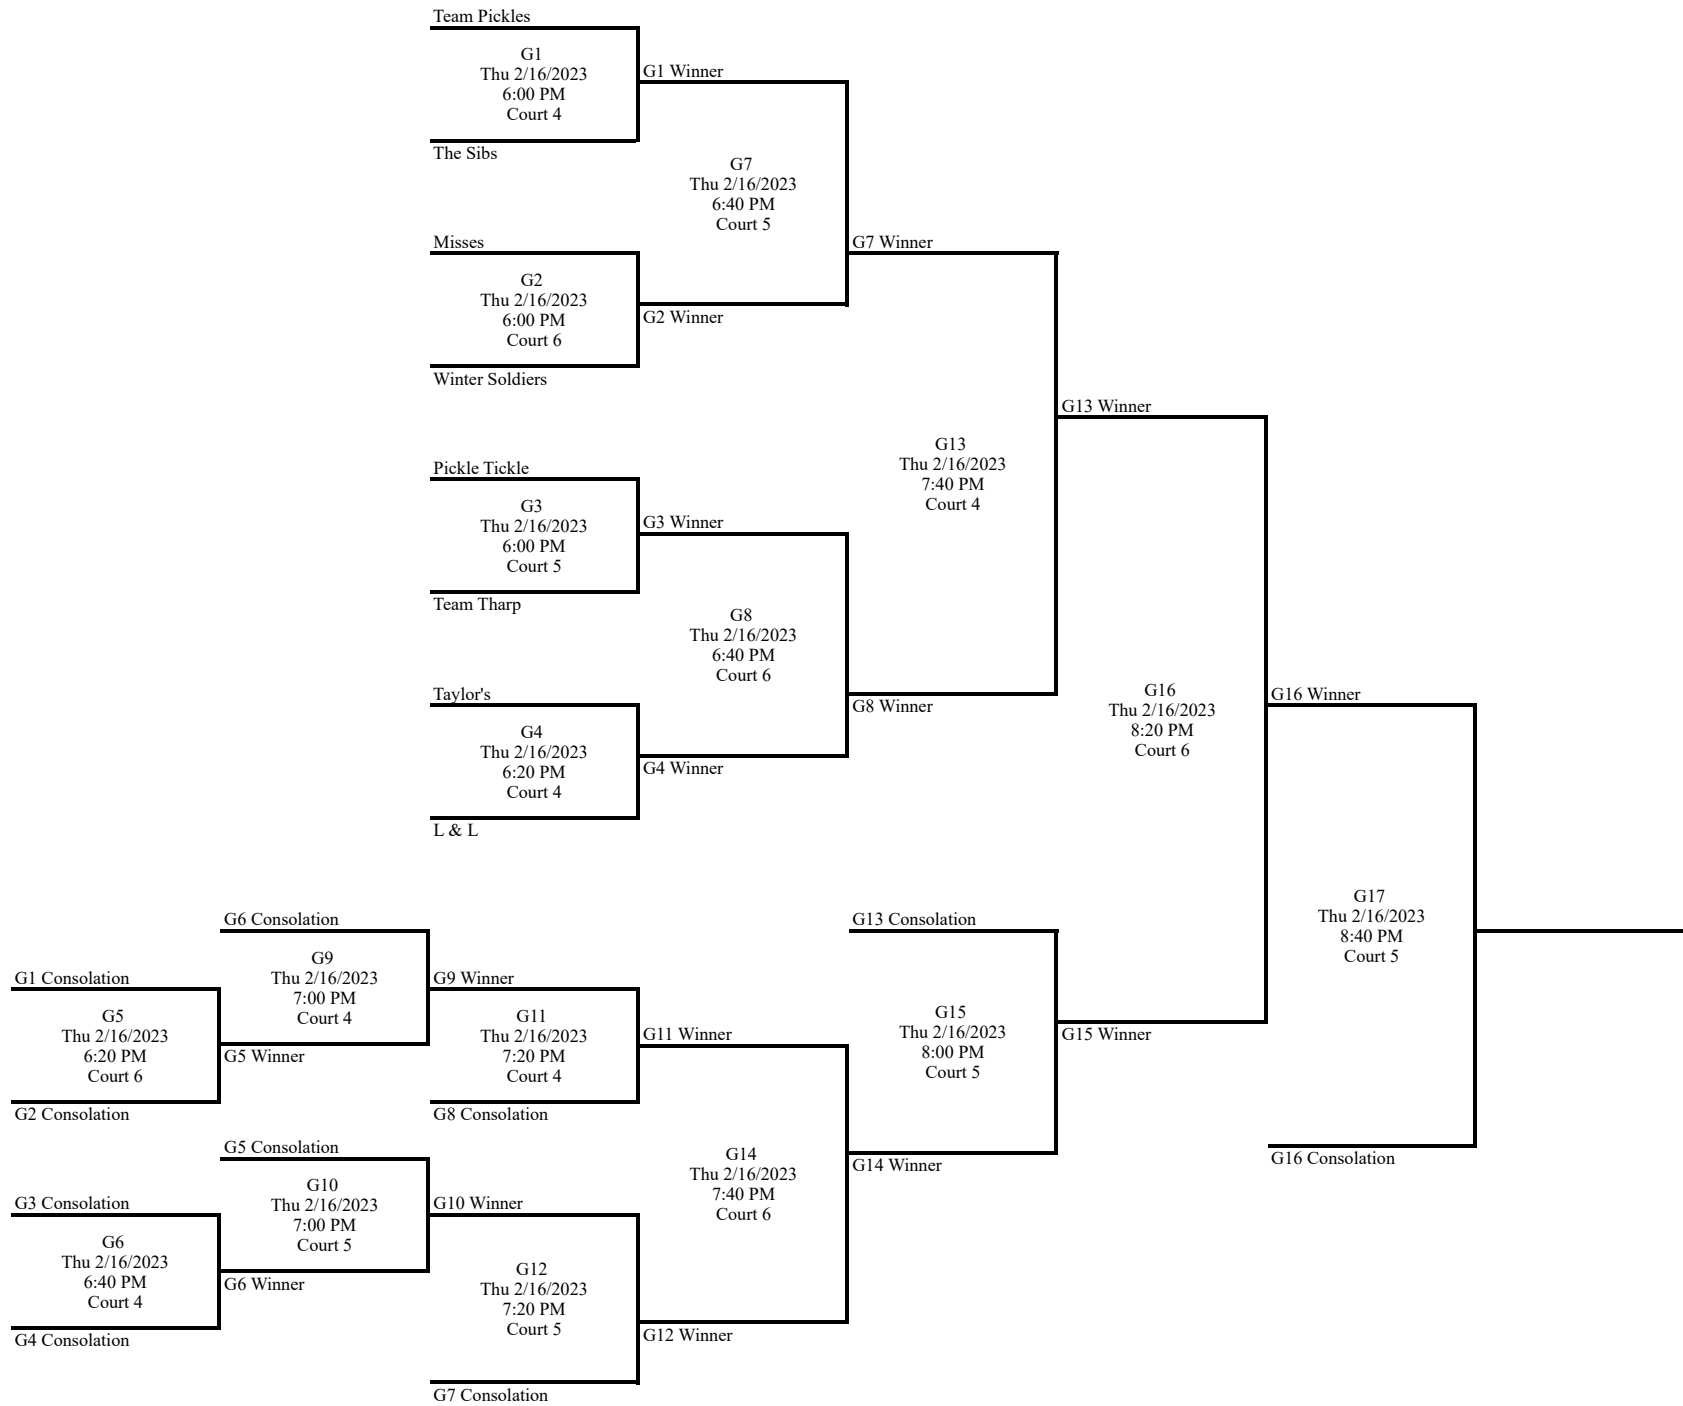 Team Pickles
G1
Thu 2/16/2023
6:00 PM
Court 4
The Sibs
G1 Winner
G7
Thu 2/16/2023
6:40 PM
Court 5
Misses
G2
Thu 2/16/2023
6:00 PM
Court 6
Winter Soldiers
G2 Winner
G7 Winner
G13
Thu 2/16/2023
7:40 PM
Court 4
Pickle Tickle
G3
Thu 2/16/2023
6:00 PM
Court 5
Team Tharp
G3 Winner
G8
Thu 2/16/2023
6:40 PM
Court 6
Taylor's
G4
Thu 2/16/2023
6:20 PM
Court 4
L & L
G4 Winner
G8 Winner
G13 Winner
G16
Thu 2/16/2023
8:20 PM
Court 6
G16 Winner
G17
Thu 2/16/2023
8:40 PM
Court 5
G16 Consolation
G6 Consolation
G9
Thu 2/16/2023
7:00 PM
Court 4
G1 Consolation
G5
Thu 2/16/2023
6:20 PM
Court 6
G2 Consolation
G5 Winner
G9 Winner
G11
Thu 2/16/2023
7:20 PM
Court 4
G8 Consolation
G11 Winner
G13 Consolation
G15
Thu 2/16/2023
8:00 PM
Court 5
G15 Winner
G14 Winner
G14
Thu 2/16/2023
7:40 PM
Court 6
G5 Consolation
G10
Thu 2/16/2023
7:00 PM
Court 5
G3 Consolation
G6
Thu 2/16/2023
6:40 PM
Court 4
G4 Consolation
G6 Winner
G10 Winner
G12
Thu 2/16/2023
7:20 PM
Court 5
G12 Winner
G7 Consolation